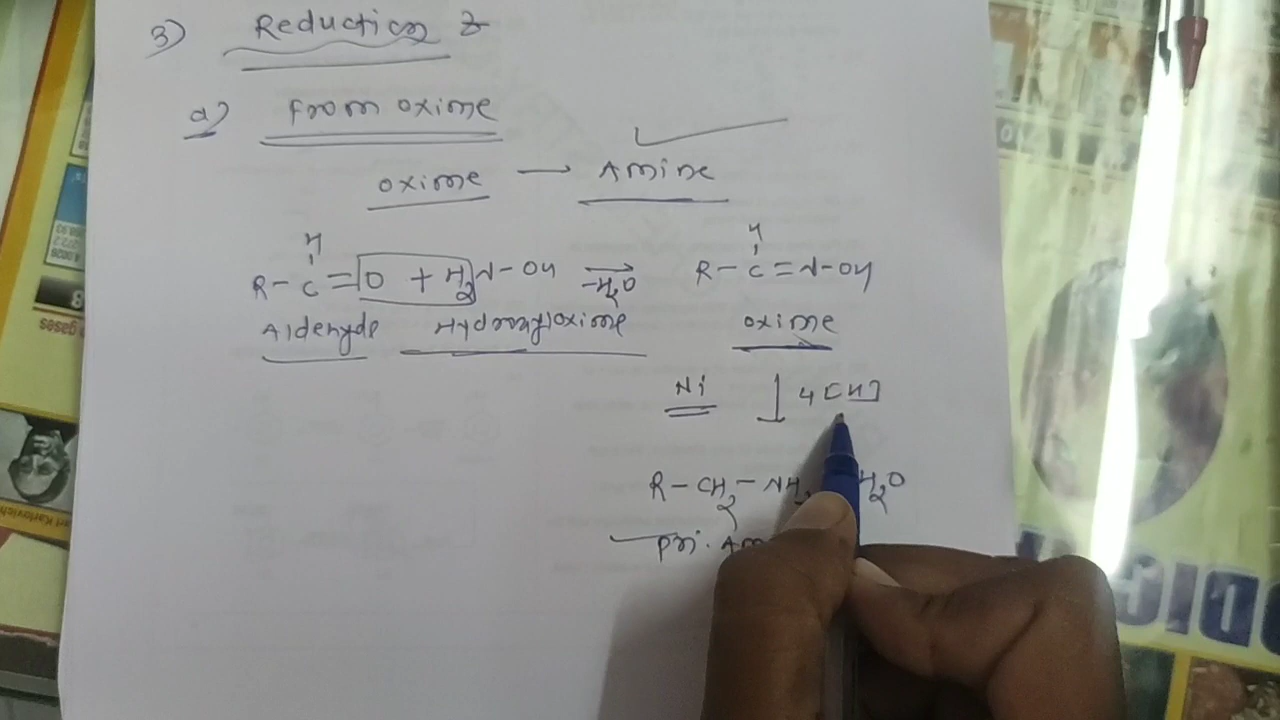 3) Reduction :
a) From oxime
oxime → Amine
H H
R - C = O + H2N - OH → -H2O R - C = N - OH
Aldehyde Hydroxyloxime oxime
Ni ↓ 4[H]
R - CH2 - NH2 H2O
pri. Am